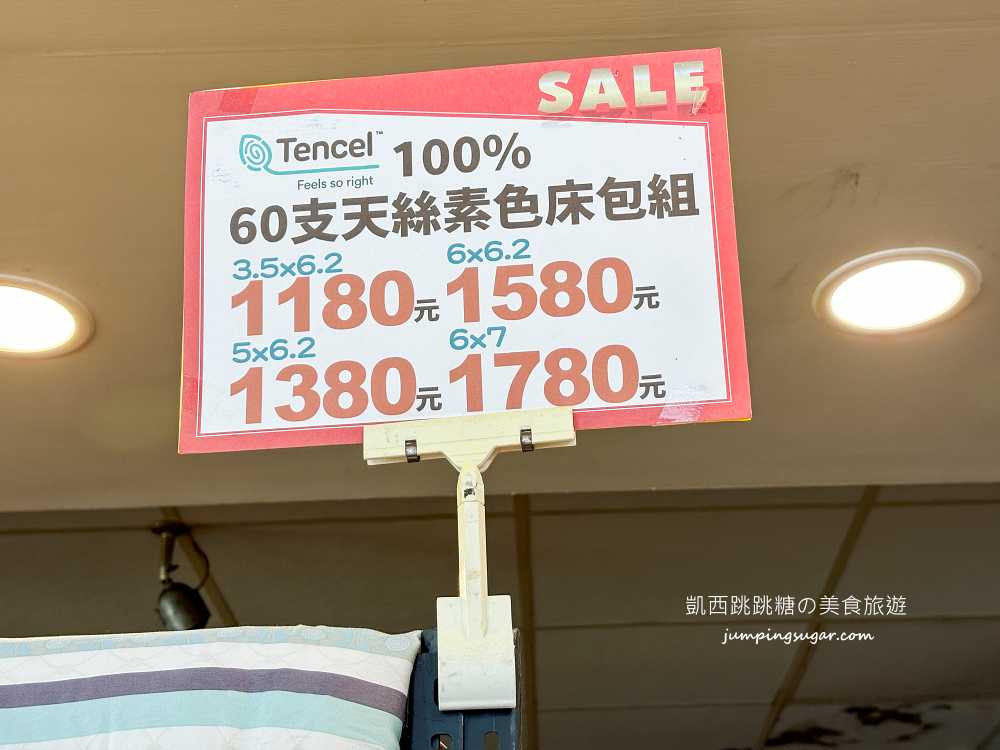 SALE
Tencel™ 100%
Feels so right
60支天絲素色床包組
3.5x6.2 6x6.2
1180元 1580元
5x6.2 6x7
1380元 1780元
凱西跳跳糖の美食旅遊
jumpingsugar.com